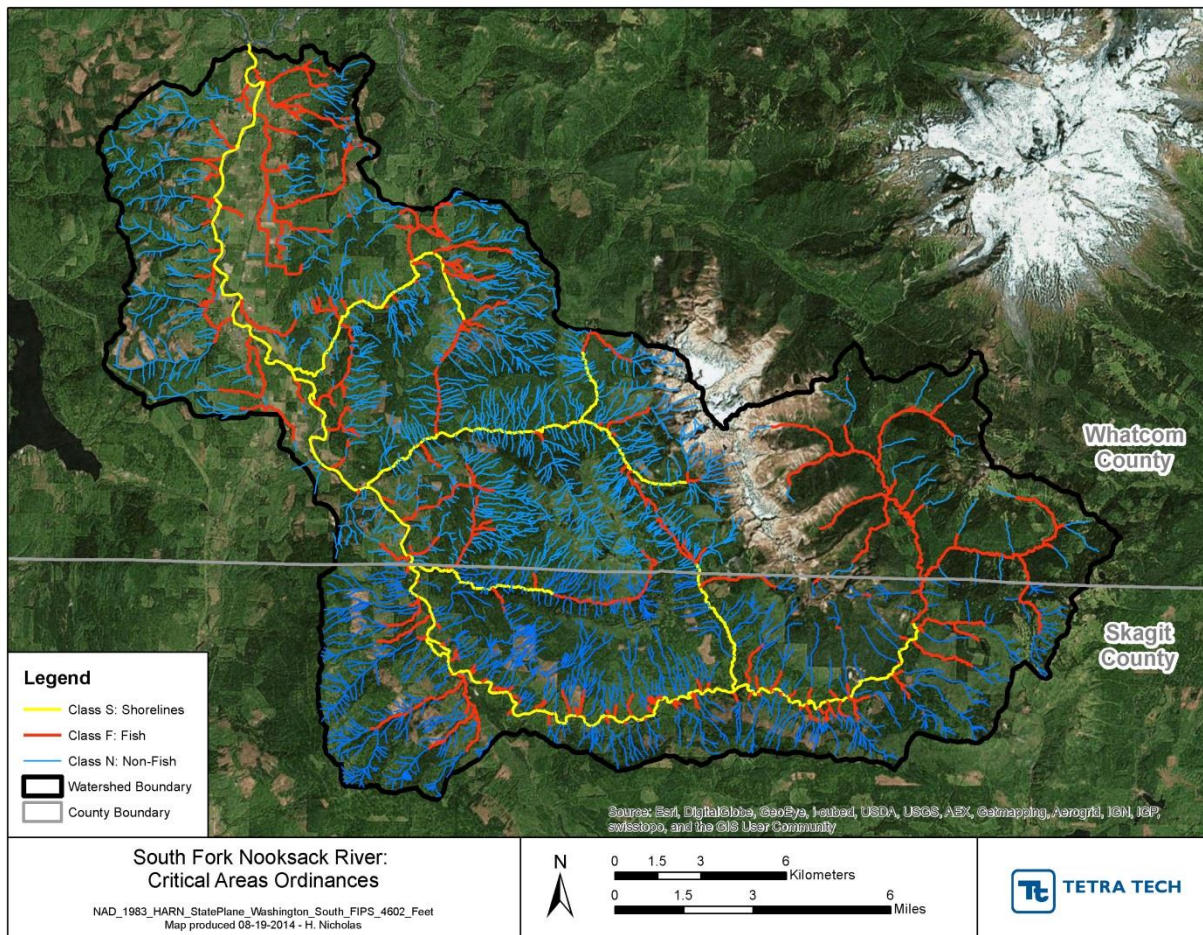 Whatcom
County
Skagit
County
Legend
Class S: Shorelines
Class F: Fish
Class N: Non-Fish
Watershed Boundary
County Boundary
Source: Esri, DigitalGlobe, GeoEye, i-cubed, USDA, USGS, AEX, Getmapping, Aerogrid, IGN, IGP,
swisstopo, and the GIS User Community
South Fork Nooksack River:
Critical Areas Ordinances
NAD_1983_HARN_StatePlane_Washington_South_FIPS_4602_Feet
Map produced 08-19-2014 - H. Nicholas
N
0 1.5 3 6
Kilometers
0 1.5 3 6
Miles
Tt TETRA TECH